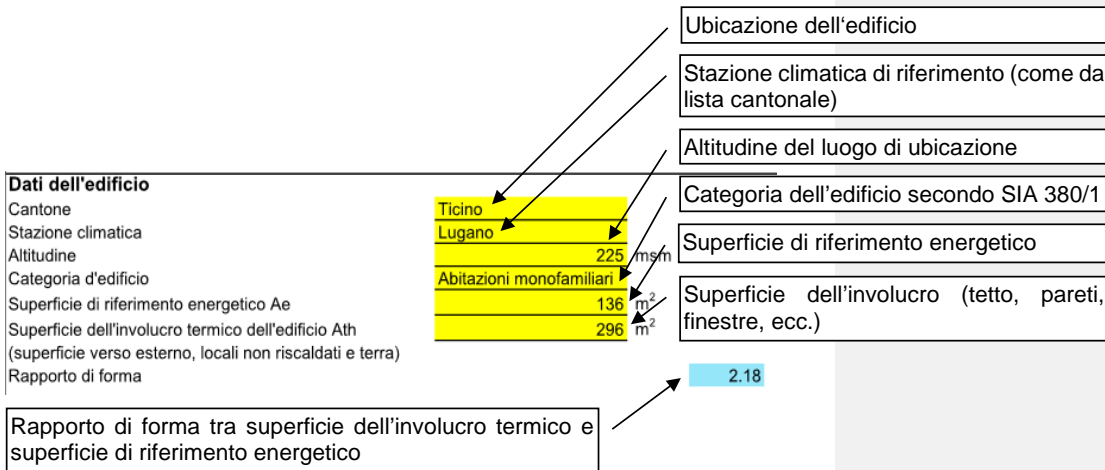 Ubicazione dell‘edificio
Stazione climatica di riferimento (come da
lista cantonale)
Altitudine del luogo di ubicazione
Categoria dell’edificio secondo SIA 380/1
Superficie di riferimento energetico
Superficie dell’involucro (tetto, pareti,
finestre, ecc.)
Dati dell'edificio
Cantone Ticino
Stazione climatica Lugano
Altitudine 225 msm
Categoria d'edificio Abitazioni monofamiliari
Superficie di riferimento energetico Ae 136 m²
Superficie dell'involucro termico dell'edificio Ath 296 m²
(superficie verso esterno, locali non riscaldati e terra)
Rapporto di forma 2.18
Rapporto di forma tra superficie dell’involucro termico e
superficie di riferimento energetico